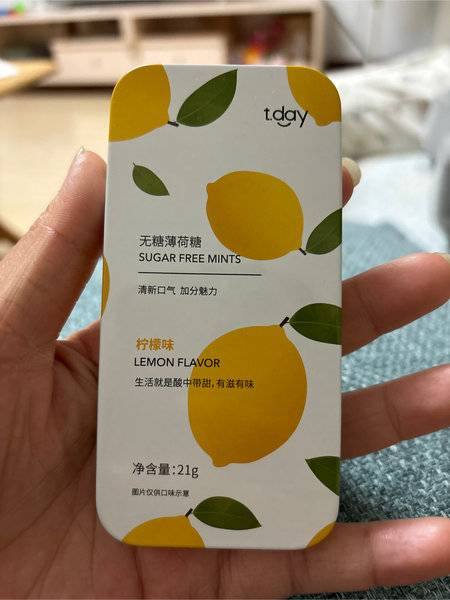 t.day
无糖薄荷糖
SUGAR FREE MINTS
清新口气 加分魅力
柠檬味
LEMON FLAVOR
生活就是酸中带甜,有滋有味
净含量:21g
图片仅供口味示意